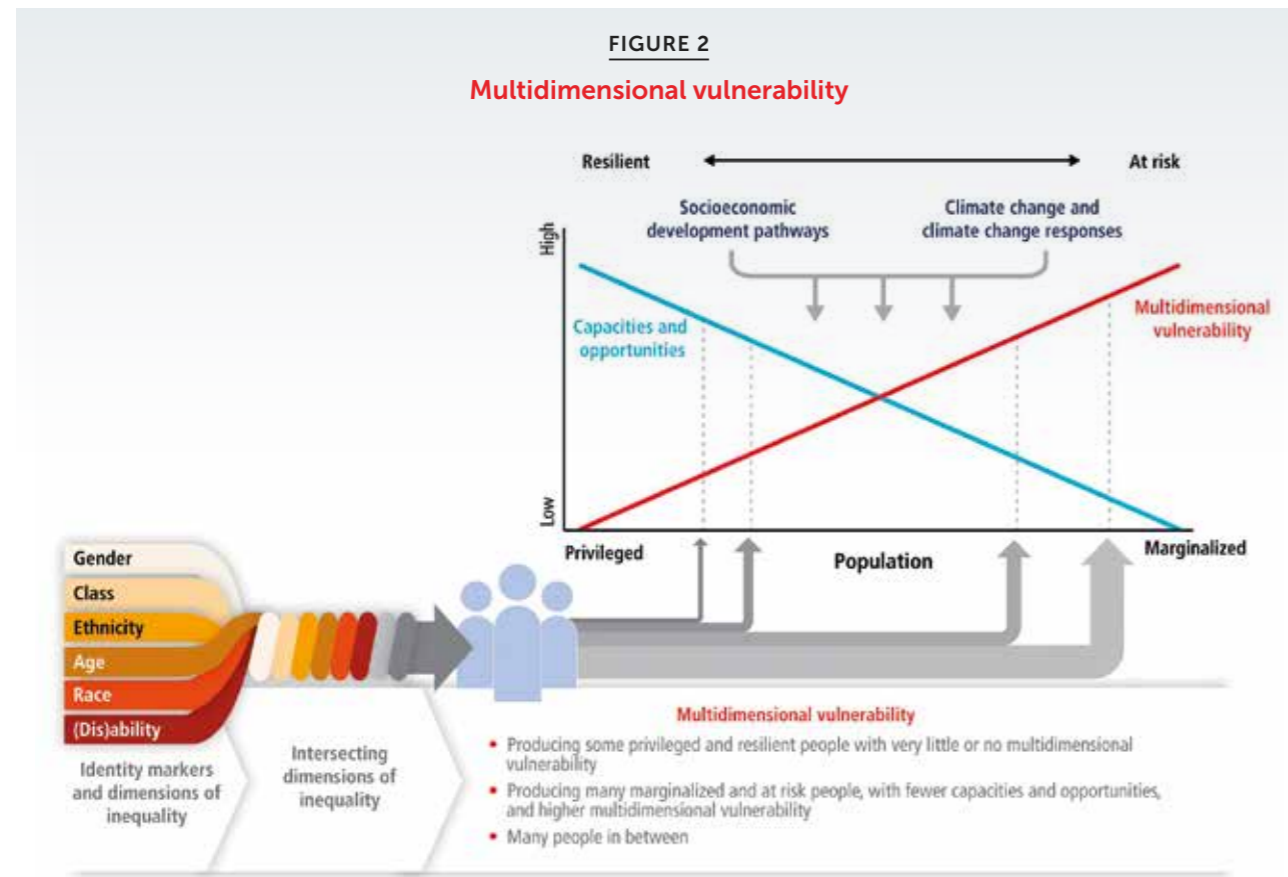 FIGURE 2
Multidimensional vulnerability
Resilient
At risk
Socioeconomic
development pathways
Climate change and
climate change responses
High
Low
Capacities and
opportunities
Multidimensional
vulnerability
Privileged
Population
Marginalized
Gender
Class
Ethnicity
Age
Race
(Dis)ability
Identity markers
and dimensions of
inequality
Intersecting
dimensions of
inequality
Multidimensional vulnerability
• Producing some privileged and resilient people with very little or no multidimensional
vulnerability
• Producing many marginalized and at risk people, with fewer capacities and opportunities,
and higher multidimensional vulnerability
• Many people in between